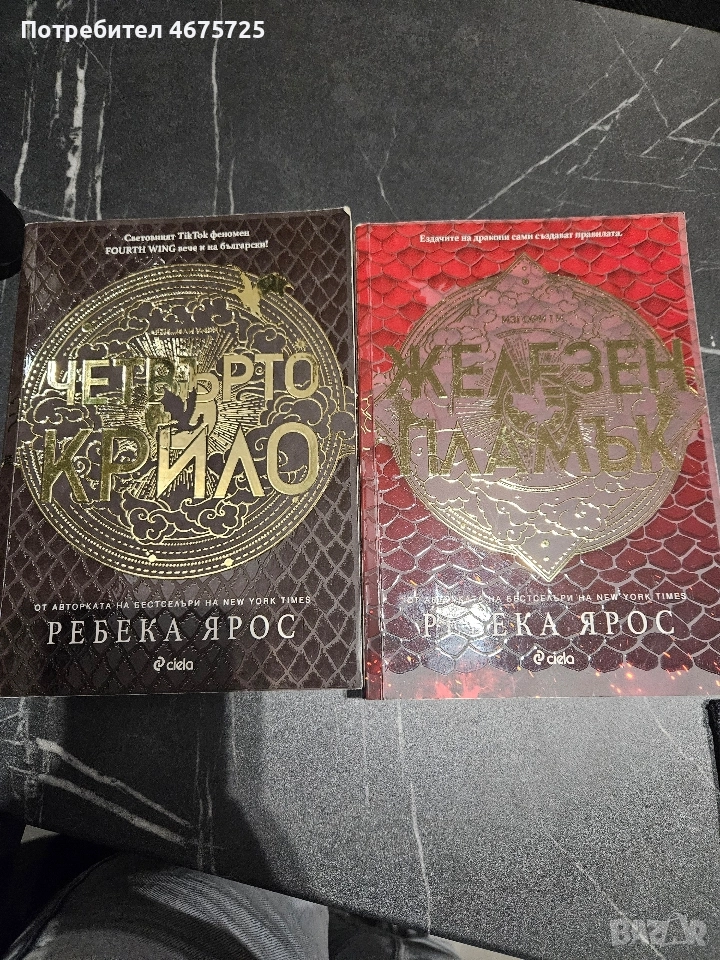 Потребител 4675725
Световният TikTok феномен
FOURTH WING вече и на български!
ЧЕТВЪРТО
КРИЛО
ОТ АВТОРКАТА НА БЕСТСЕЛЪРИ НА NEW YORK TIMES
РЕБЕКА ЯРОС
ciela
Ездачите на дракони сами създават правилата.
ЖЕЛЕЗЕН
ПЛАМЪК
ОТ АВТОРКАТА НА БЕСТСЕЛЪРИ НА NEW YORK TIMES
РЕБЕКА ЯРОС
ciela
BAZAR